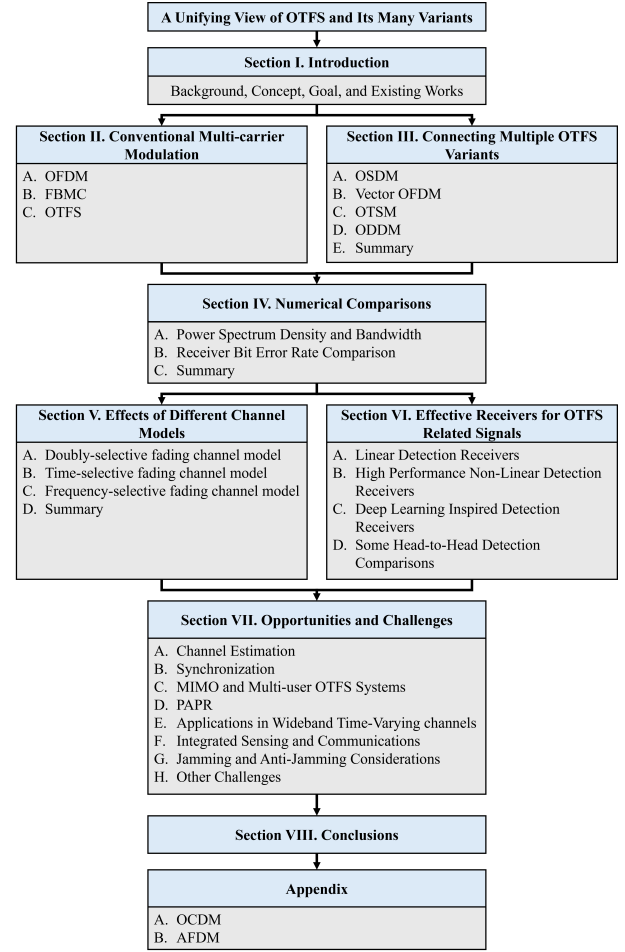 A Unifying View of OTFS and Its Many Variants
Section I. Introduction
Background, Concept, Goal, and Existing Works
Section II. Conventional Multi-carrier
Modulation
A. OFDM
B. FBMC
C. OTFS
Section III. Connecting Multiple OTFS
Variants
A. OSDM
B. Vector OFDM
C. OTSM
D. ODDM
E. Summary
Section IV. Numerical Comparisons
A. Power Spectrum Density and Bandwidth
B. Receiver Bit Error Rate Comparison
C. Summary
Section V. Effects of Different Channel
Models
A. Doubly-selective fading channel model
B. Time-selective fading channel model
C. Frequency-selective fading channel model
D. Summary
Section VI. Effective Receivers for OTFS
Related Signals
A. Linear Detection Receivers
B. High Performance Non-Linear Detection
Receivers
C. Deep Learning Inspired Detection
Receivers
D. Some Head-to-Head Detection
Comparisons
Section VII. Opportunities and Challenges
A. Channel Estimation
B. Synchronization
C. MIMO and Multi-user OTFS Systems
D. PAPR
E. Applications in Wideband Time-Varying channels
F. Integrated Sensing and Communications
G. Jamming and Anti-Jamming Considerations
H. Other Challenges
Section VIII. Conclusions
Appendix
A. OCDM
B. AFDM